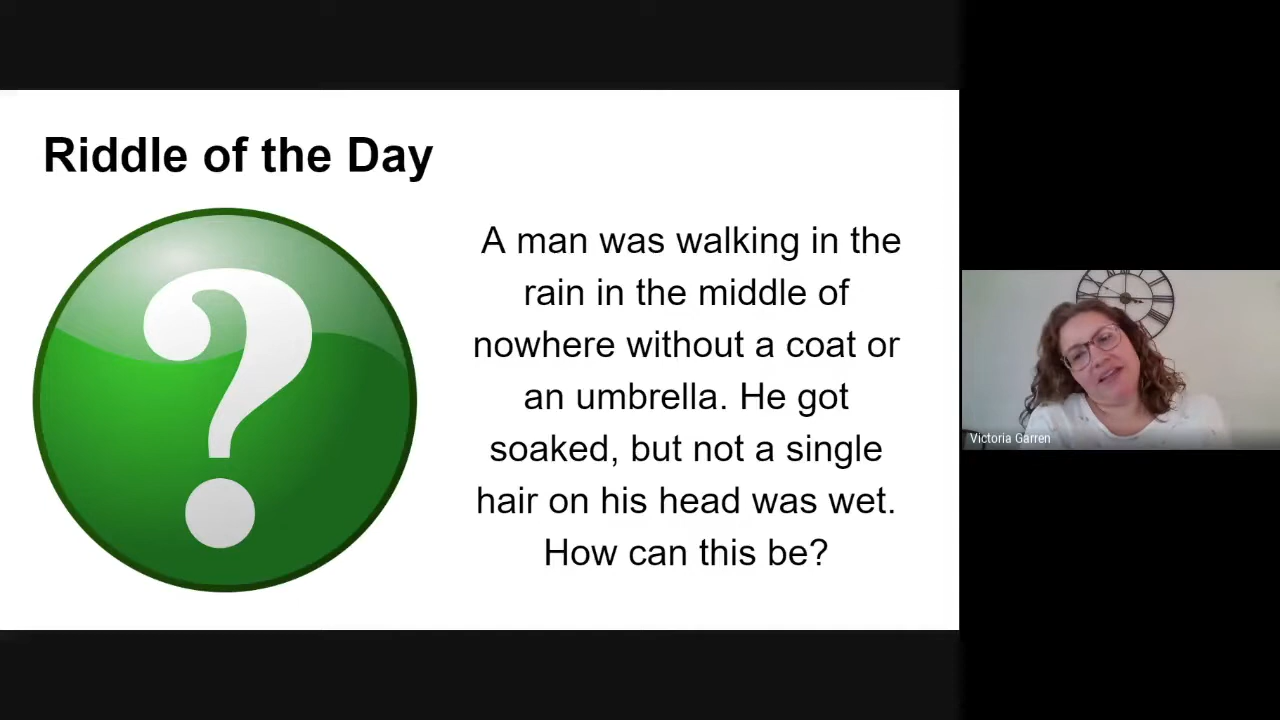 Riddle of the Day
A man was walking in the
rain in the middle of
nowhere without a coat or
an umbrella. He got
soaked, but not a single
hair on his head was wet.
How can this be?
Victoria Garren